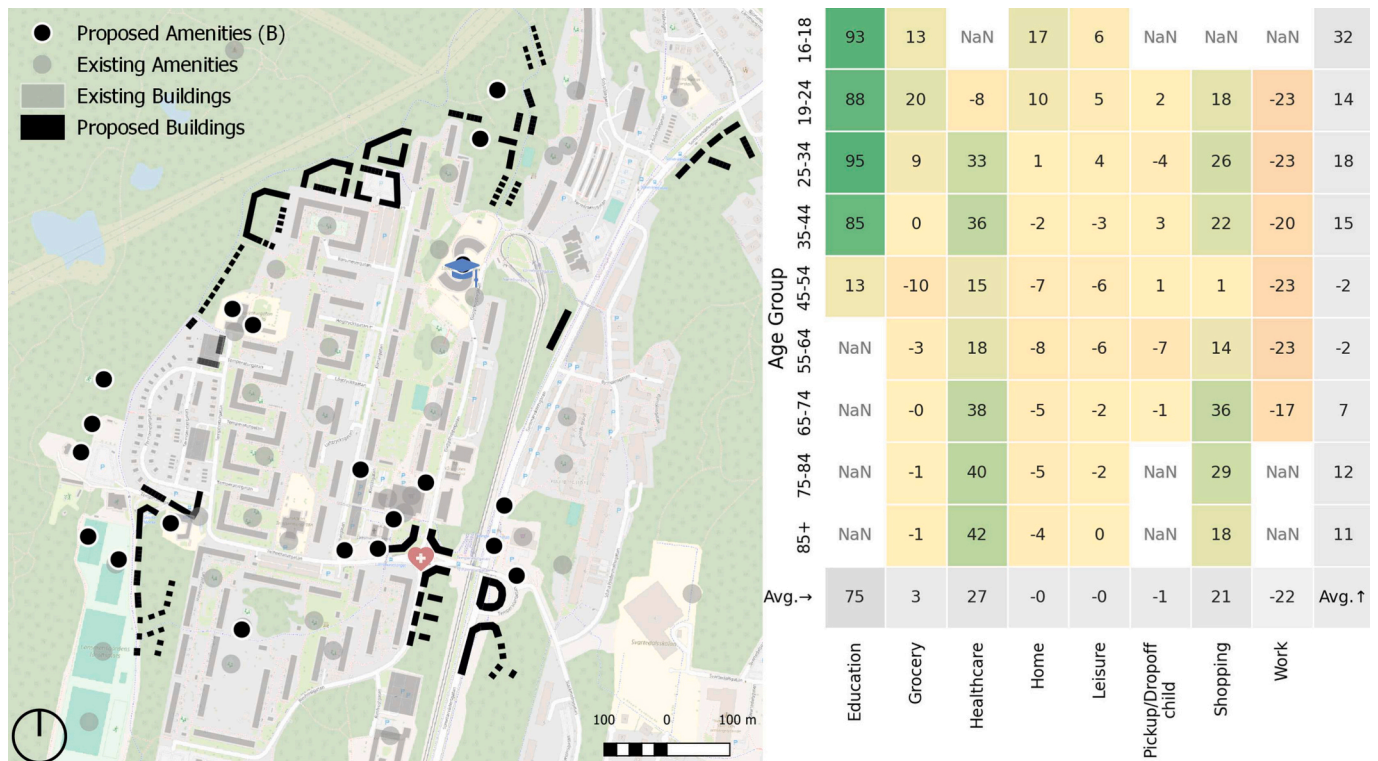 Proposed Amenities (B)
Existing Amenities
Existing Buildings
Proposed Buildings
100 0 100 m
Age Group
16-18 93 13 NaN 17 6 NaN NaN NaN 32
19-24 88 20 -8 10 5 2 18 -23 14
25-34 95 9 33 1 4 -4 26 -23 18
35-44 85 0 36 -2 -3 3 22 -20 15
45-54 13 -10 15 -7 -6 1 1 -23 -2
55-64 NaN -3 18 -8 -6 -7 14 -23 -2
65-74 NaN -0 38 -5 -2 -1 36 -17 7
75-84 NaN -1 40 -5 -2 NaN 29 NaN 12
85+ NaN -1 42 -4 0 NaN 18 NaN 11
Avg.→ 75 3 27 -0 -0 -1 21 -22 Avg.↑
Education
Grocery
Healthcare
Home
Leisure
Pickup/Dropoff
child
Shopping
Work